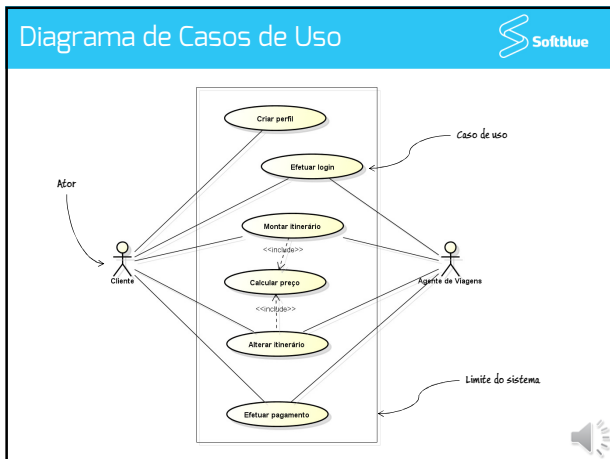 Diagrama de Casos de Uso
Softblue
Criar perfil
Caso de uso
Efetuar login
Ator
Montar itinerário
<<include>>
Cliente
Calcular preço
Agente de Viagens
<<include>>
Alterar itinerário
Limite do sistema
Efetuar pagamento